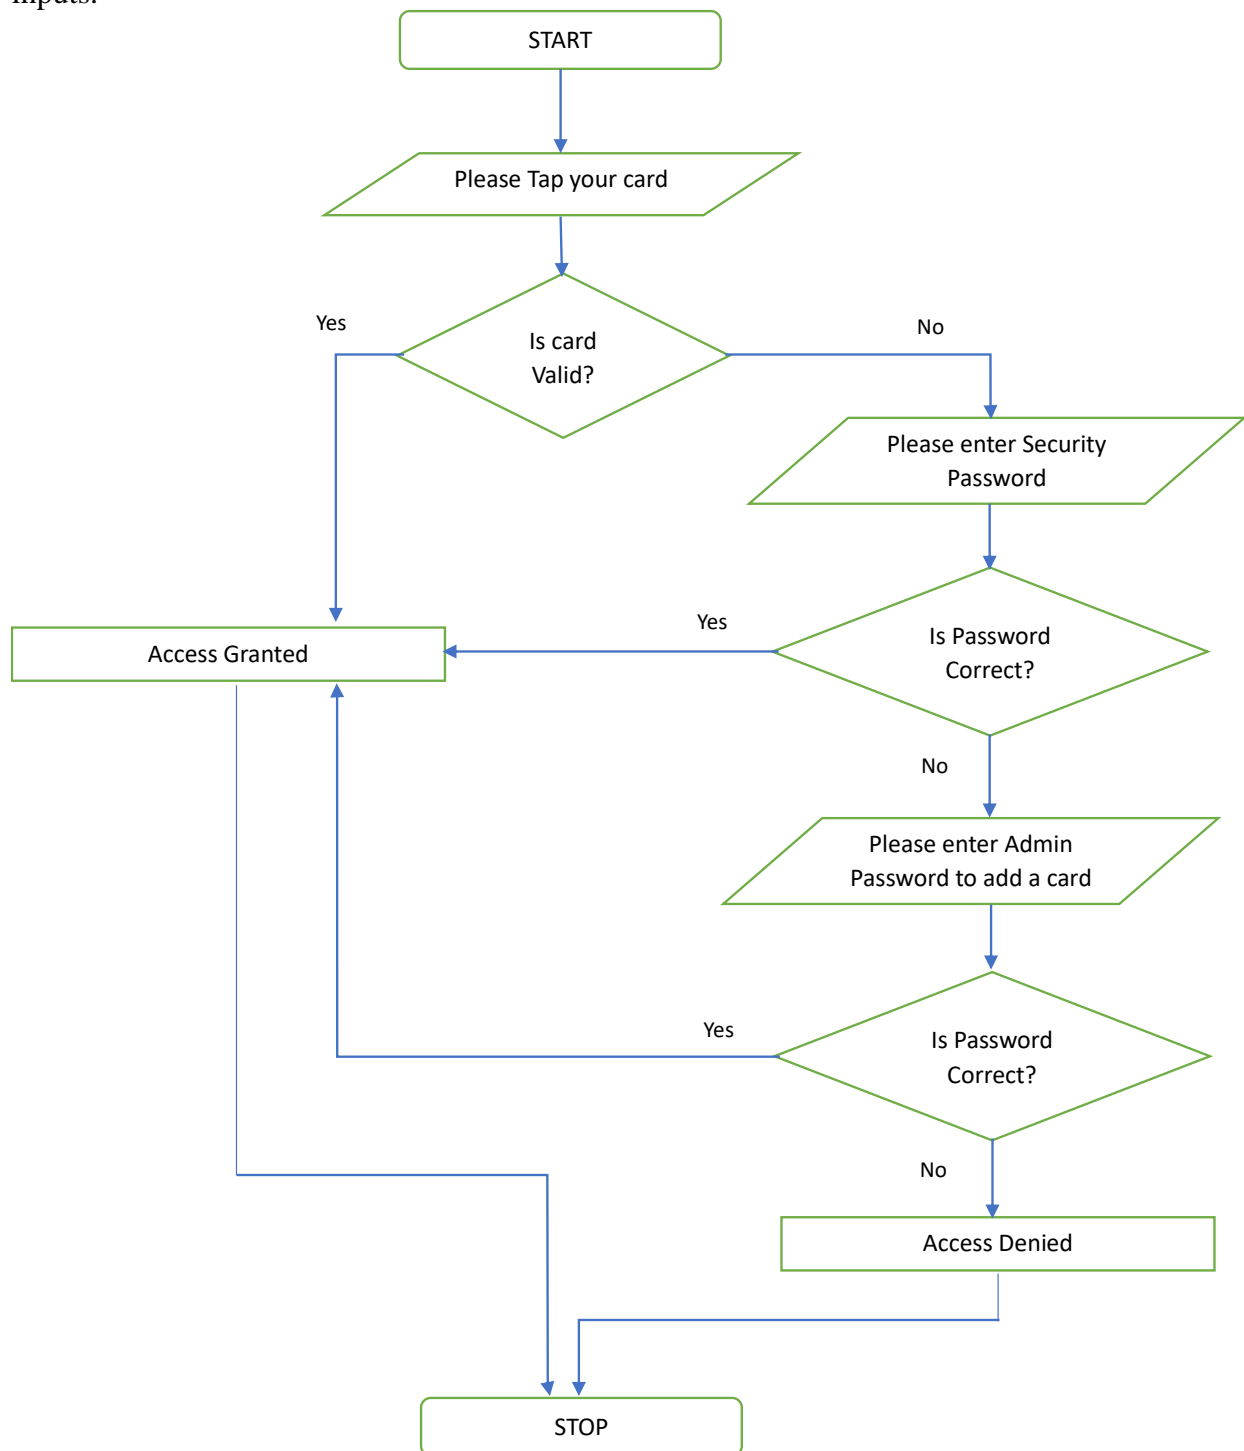 inputs.
START
Please Tap your card
Yes
No
Is card
Valid?
Please enter Security
Password
Yes
Is Password
Correct?
Access Granted
No
Please enter Admin
Password to add a card
Yes
Is Password
Correct?
No
Access Denied
STOP